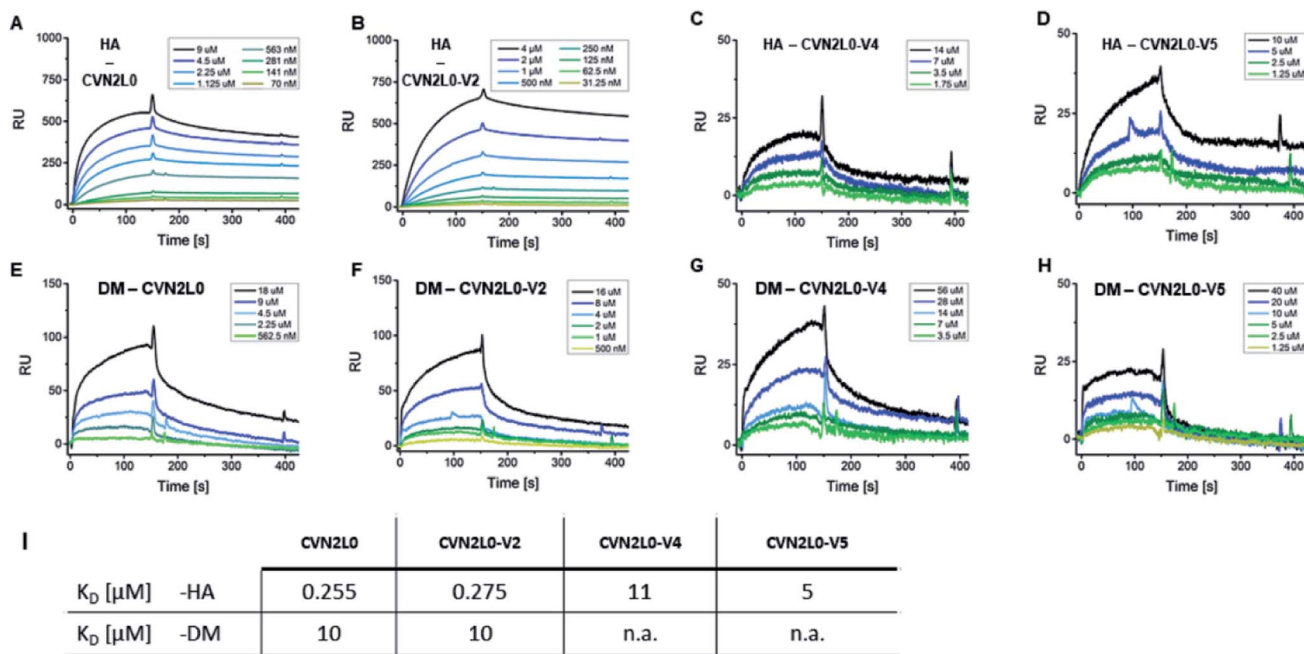 A
HA
–
CVN2L0
9 uM
4.5 uM
2.25 uM
1.125 uM
563 nM
281 nM
141 nM
70 nM
1000
750
500
250
0
RU
0 100 200 300 400
Time [s]
B
HA
–
CVN2L0-V2
4 µM
2 µM
1 µM
500 nM
250 nM
125 nM
62.5 nM
31.25 nM
1000
750
500
250
0
RU
0 100 200 300 400
Time [s]
C
HA – CVN2L0-V4
14 uM
7 uM
3.5 uM
1.75 uM
50
25
0
RU
0 100 200 300 400
Time [s]
D
HA – CVN2L0-V5
10 uM
5 uM
2.5 uM
1.25 uM
50
25
0
RU
0 100 200 300 400
Time [s]
E
DM – CVN2L0
18 uM
9 uM
4.5 uM
2.25 uM
562.5 nM
150
100
50
0
RU
0 100 200 300 400
Time [s]
F
DM – CVN2L0-V2
16 uM
8 uM
4 uM
2 uM
1 uM
500 nM
150
100
50
0
RU
0 100 200 300 400
Time [s]
G
DM – CVN2L0-V4
56 uM
28 uM
14 uM
7 uM
3.5 uM
50
25
0
RU
0 100 200 300 400
Time [s]
H
DM – CVN2L0-V5
40 uM
20 uM
10 uM
5 uM
2.5 uM
1.25 uM
50
25
0
RU
0 100 200 300 400
Time [s]
I
CVN2L0 CVN2L0-V2 CVN2L0-V4 CVN2L0-V5
KD [µM] -HA 0.255 0.275 11 5
KD [µM] -DM 10 10 n.a. n.a.